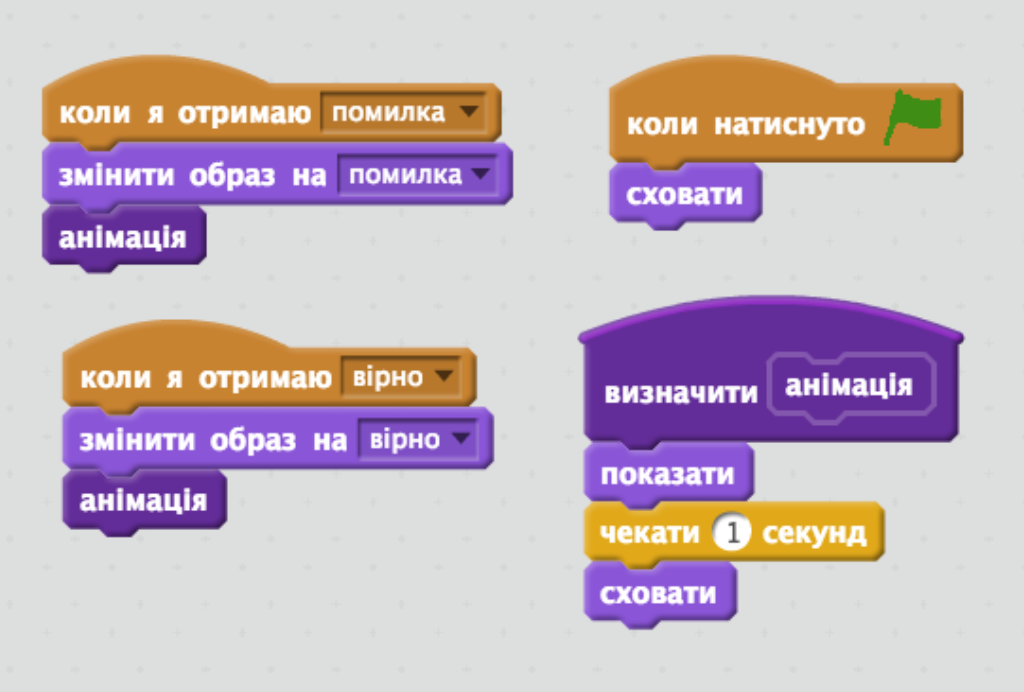 коли я отримаю помилка
змінити образ на помилка
анімація
коли натиснуто
сховати
коли я отримаю вірно
змінити образ на вірно
анімація
визначити анімація
показати
чекати 1 секунд
сховати